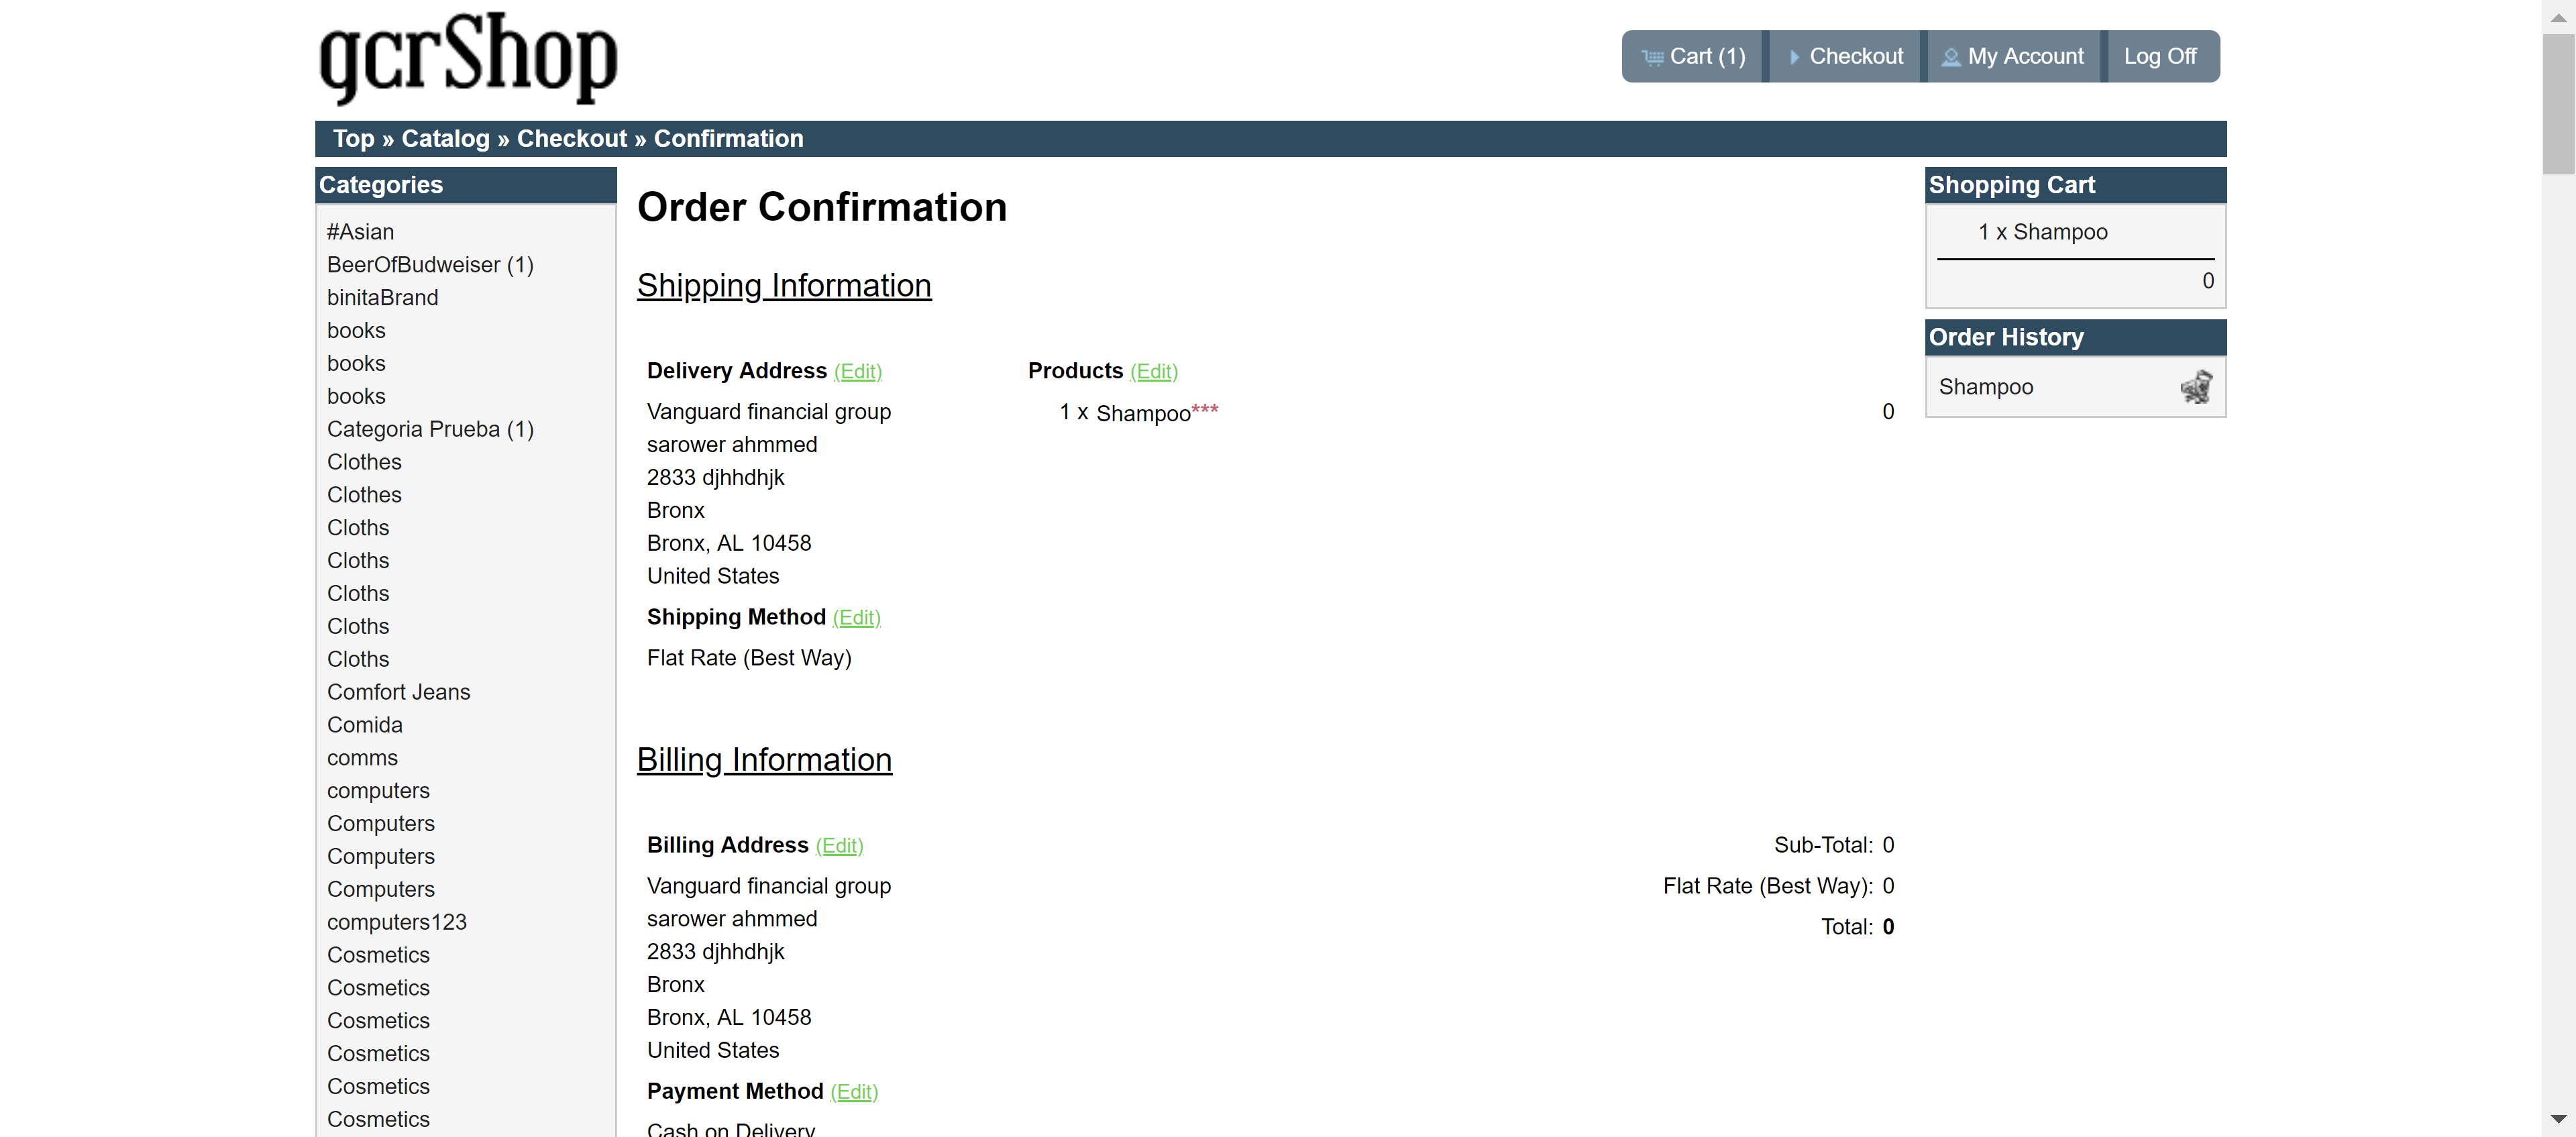 gcrShop
Cart (1)
Checkout
My Account
Log Off
Top » Catalog » Checkout » Confirmation
Categories
#Asian
BeerOfBudweiser (1)
binitaBrand
books
books
books
Categoria Prueba (1)
Clothes
Clothes
Cloths
Cloths
Cloths
Cloths
Cloths
Comfort Jeans
Comida
comms
computers
Computers
Computers
Computers
computers123
Cosmetics
Cosmetics
Cosmetics
Cosmetics
Cosmetics
Cosmetics
Order Confirmation
Shipping Information
Delivery Address (Edit)
Vanguard financial group
sarower ahmmed
2833 djhhdhjk
Bronx
Bronx, AL 10458
United States
Shipping Method (Edit)
Flat Rate (Best Way)
Products (Edit)
1 x Shampoo*** 0
Billing Information
Billing Address (Edit)
Vanguard financial group
sarower ahmmed
2833 djhhdhjk
Bronx
Bronx, AL 10458
United States
Payment Method (Edit)
Cash on Delivery
Sub-Total: 0
Flat Rate (Best Way): 0
Total: 0
Shopping Cart
1 x Shampoo
0
Order History
Shampoo